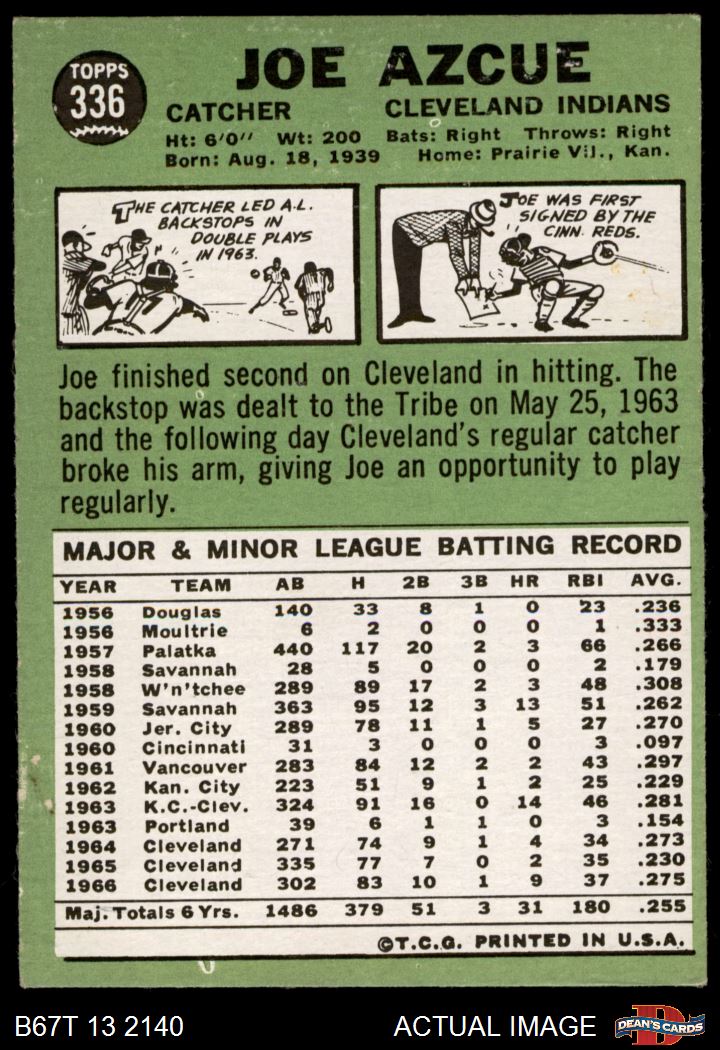 TOPPS
336
JOE AZCUE
CATCHER CLEVELAND INDIANS
Ht: 6'0" Wt: 200 Bats: Right Throws: Right
Born: Aug. 18, 1939 Home: Prairie Vil., Kan.
THE CATCHER LED A.L.
BACKSTOPS IN
DOUBLE PLAYS
IN 1963.
JOE WAS FIRST
SIGNED BY THE
CINN. REDS.
Joe finished second on Cleveland in hitting. The
backstop was dealt to the Tribe on May 25, 1963
and the following day Cleveland's regular catcher
broke his arm, giving Joe an opportunity to play
regularly.
MAJOR & MINOR LEAGUE BATTING RECORD
YEAR TEAM AB H 2B 3B HR RBI AVG.
1956 Douglas 140 33 8 1 0 23 .236
1956 Moultrie 6 2 0 0 0 1 .333
1957 Palatka 440 117 20 2 3 66 .266
1958 Savannah 28 5 0 0 0 2 .179
1958 W'n'tchee 289 89 17 2 3 48 .308
1959 Savannah 363 95 12 3 13 51 .262
1960 Jer. City 289 78 11 1 5 27 .270
1960 Cincinnati 31 3 0 0 0 3 .097
1961 Vancouver 283 84 12 2 2 43 .297
1962 Kan. City 223 51 9 1 2 25 .229
1963 K.C.-Clev. 324 91 16 0 14 46 .281
1963 Portland 39 6 1 1 0 3 .154
1964 Cleveland 271 74 9 1 4 34 .273
1965 Cleveland 335 77 7 0 2 35 .230
1966 Cleveland 302 83 10 1 9 37 .275
Maj. Totals 6 Yrs. 1486 379 51 3 31 180 .255
©T.C.G. PRINTED IN U.S.A.
B67T 13 2140 ACTUAL IMAGE DEAN'S CARDS